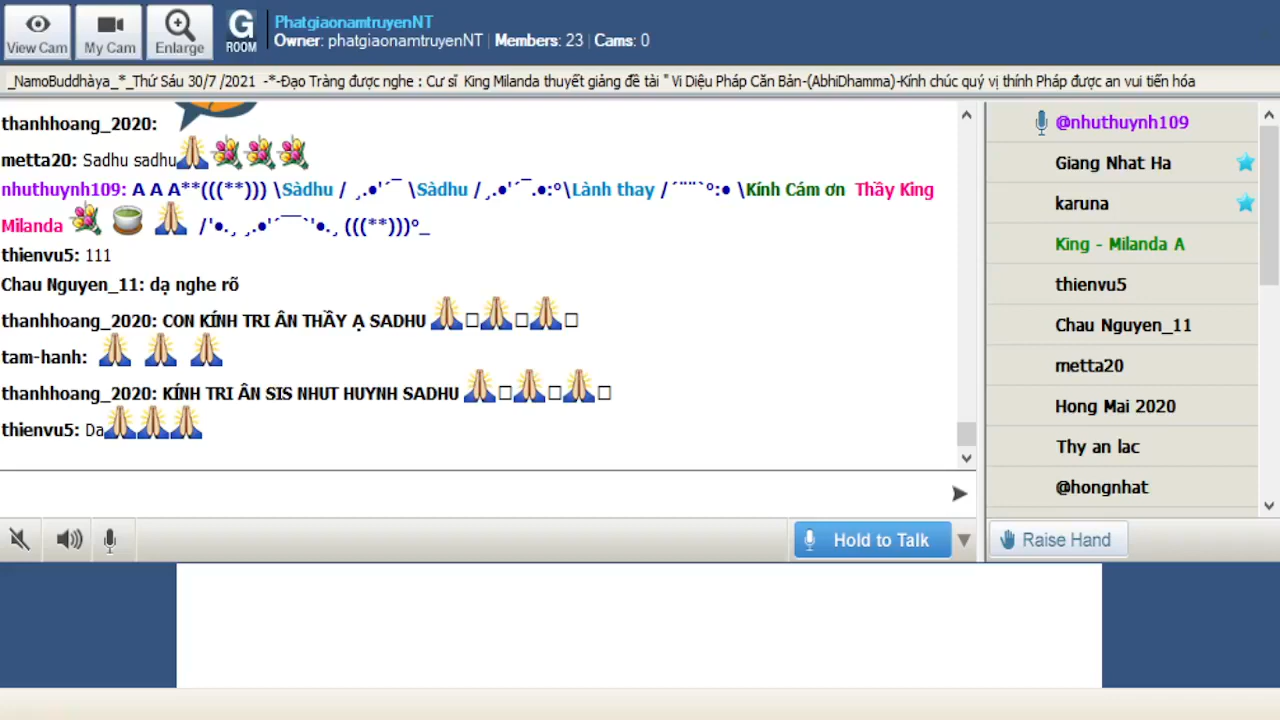 View Cam
My Cam
Enlarge
G
ROOM
PhatgiaonamtruyenNT
Owner: phatgiaonamtruyenNT | Members: 23 | Cams: 0
_NamoBuddhàya_*_Thứ Sáu 30/7 /2021 -*-Đạo Tràng được nghe : Cư sĩ King Milanda thuyết giảng đề tài " Vi Diệu Pháp Căn Bản-(AbhiDhamma)-Kính chúc quý vị thính Pháp được an vui tiến hóa
thanhhoang_2020:
metta20: Sadhu sadhu
nhuthuynh109: A A A**(((**))) \Sàdhu / ¸.•'´¯ \Sàdhu /¸.•'´¯.•:°\Lành thay /´¨¨`°:• \Kính Cám ơn Thầy King
Milanda /'•.¸ ¸.•'´¯¯`'•.¸ (((**)))°_
thienvu5: 111
Chau Nguyen_11: dạ nghe rõ
thanhhoang_2020: CON KÍNH TRI ÂN THẦY Ạ SADHU
tam-hanh:
thanhhoang_2020: KÍNH TRI ÂN SIS NHUT HUYNH SADHU
thienvu5: Da
Hold to Talk
@nhuthuynh109
Giang Nhat Ha
karuna
King - Milanda A
thienvu5
Chau Nguyen_11
metta20
Hong Mai 2020
Thy an lac
@hongnhat
Raise Hand